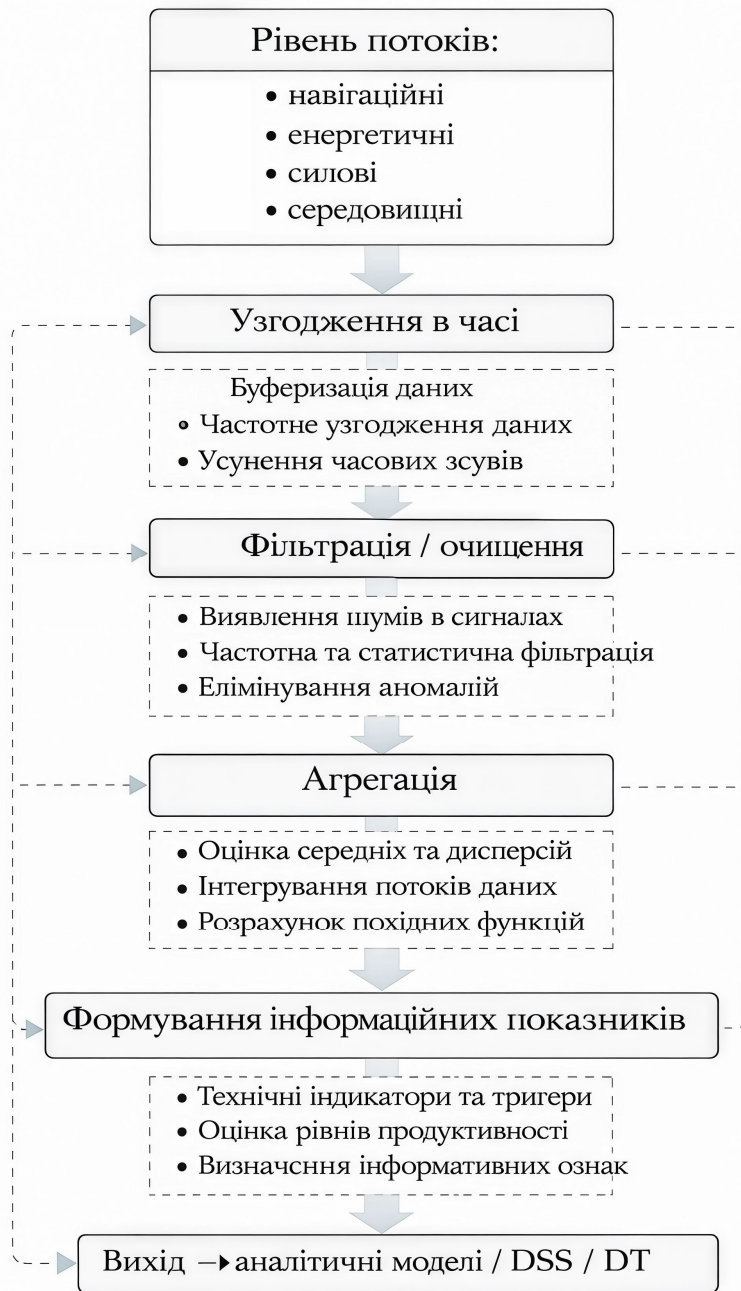 Рівень потоків:
• навігаційні
• енергетичні
• силові
• середовищні
Узгодження в часі
Буферизація даних
• Частотне узгодження даних
• Усунення часових зсувів
Фільтрація / очищення
• Виявлення шумів в сигналах
• Частотна та статистична фільтрація
• Елімінування аномалій
Агрегація
• Оцінка середніх та дисперсій
• Інтегрування потоків даних
• Розрахунок похідних функцій
Формування інформаційних показників
• Технічні індикатори та тригери
• Оцінка рівнів продуктивності
• Визначсння інформативних ознак
Вихід → аналітичні моделі / DSS / DT